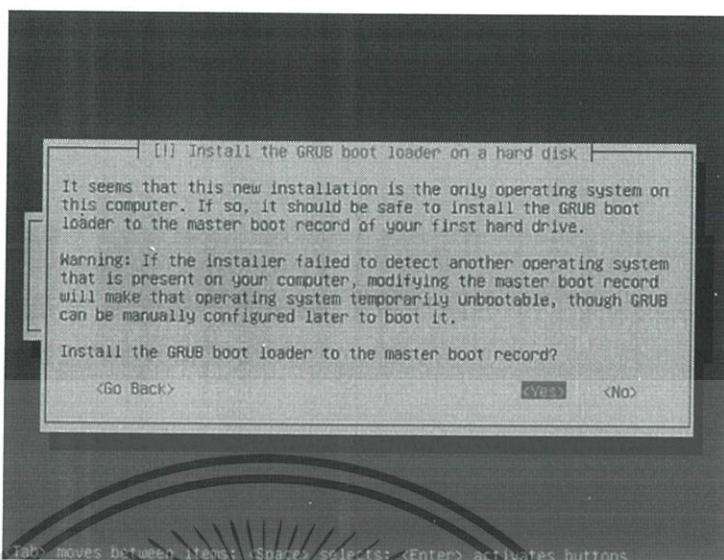 [!] Install the GRUB boot loader on a hard disk
It seems that this new installation is the only operating system on
this computer. If so, it should be safe to install the GRUB boot
loader to the master boot record of your first hard drive.
Warning: If the installer failed to detect another operating system
that is present on your computer, modifying the master boot record
will make that operating system temporarily unbootable, though GRUB
can be manually configured later to boot it.
Install the GRUB boot loader to the master boot record?
<Go Back> <Yes> <No>
<Tab> moves between items; <Space> selects; <Enter> activates buttons